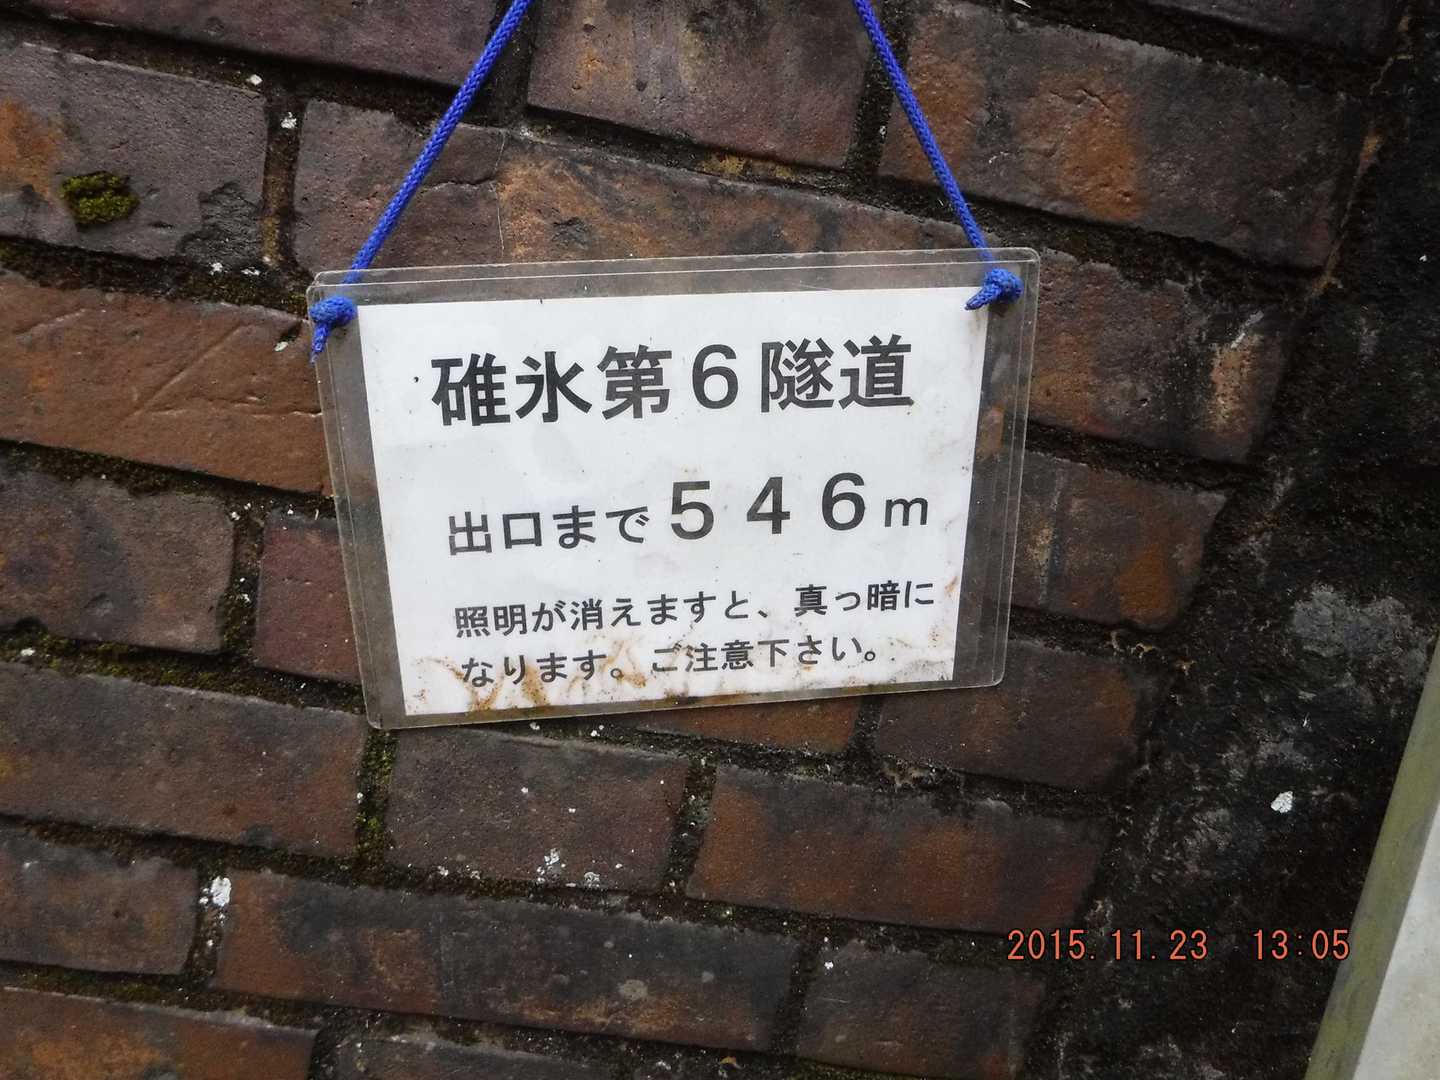 碓氷第６隧道
出口まで５４６ｍ
照明が消えますと、真っ暗に
なります。ご注意下さい。
2015.11.23 13:05